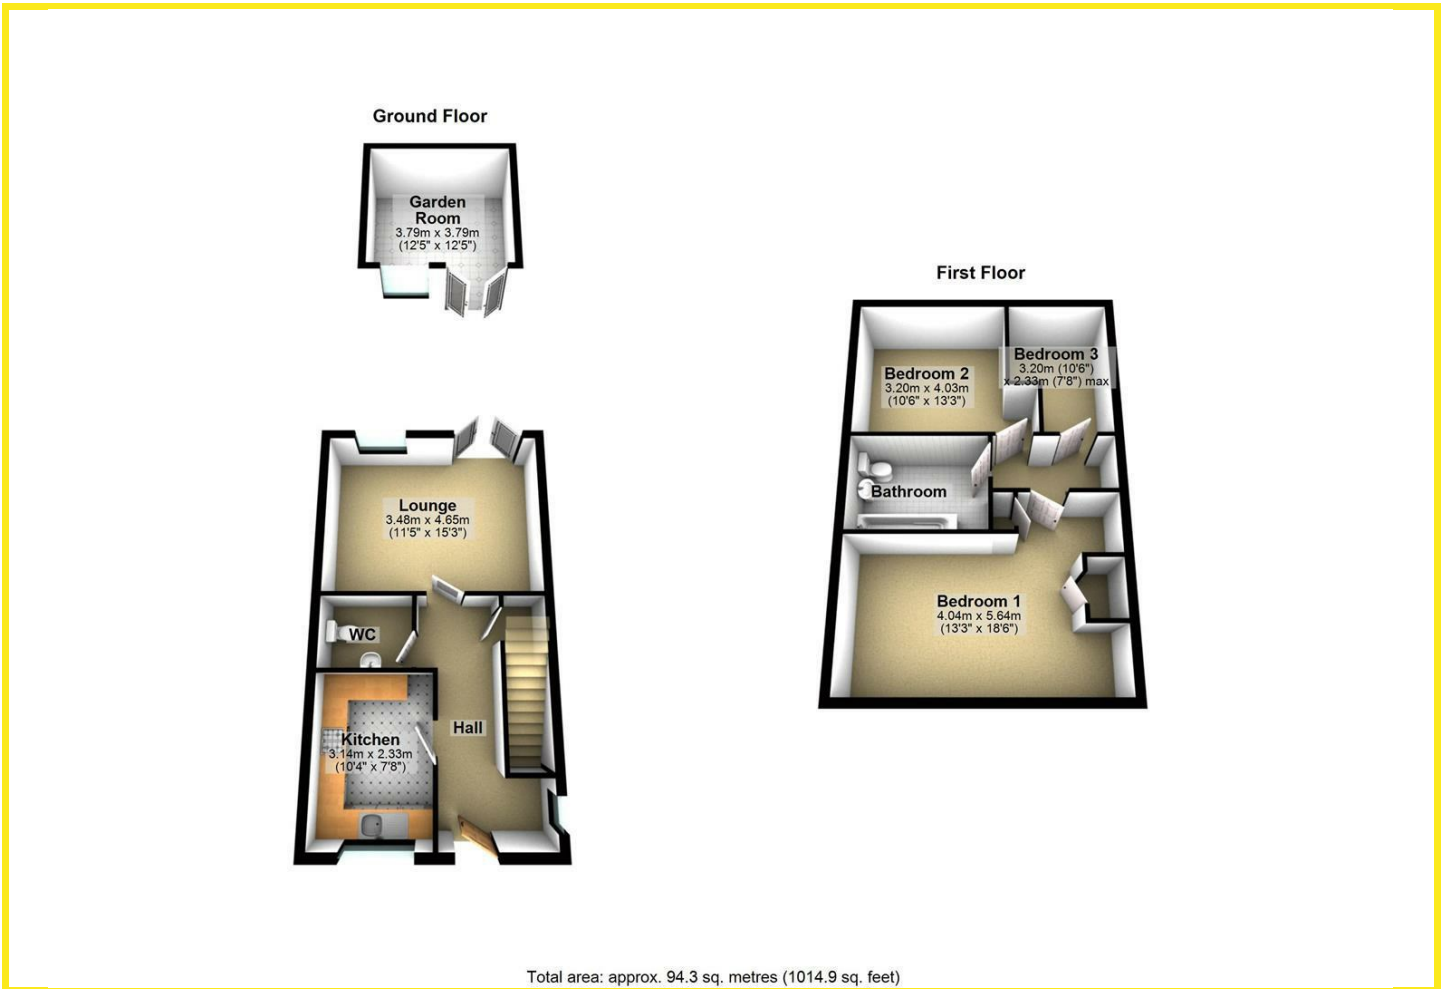 Ground Floor
Garden
Room
3.79m x 3.79m
(12'5" x 12'5")
First Floor
Bedroom 2
3.20m x 4.03m
(10'6" x 13'3")
Bedroom 3
3.20m (10'6")
x 2.33m (7'8") max
Lounge
3.48m x 4.65m
(11'5" x 15'3")
Bathroom
WC
Bedroom 1
4.04m x 5.64m
(13'3" x 18'6")
Hall
Kitchen
3.14m x 2.33m
(10'4" x 7'8")
Total area: approx. 94.3 sq. metres (1014.9 sq. feet)